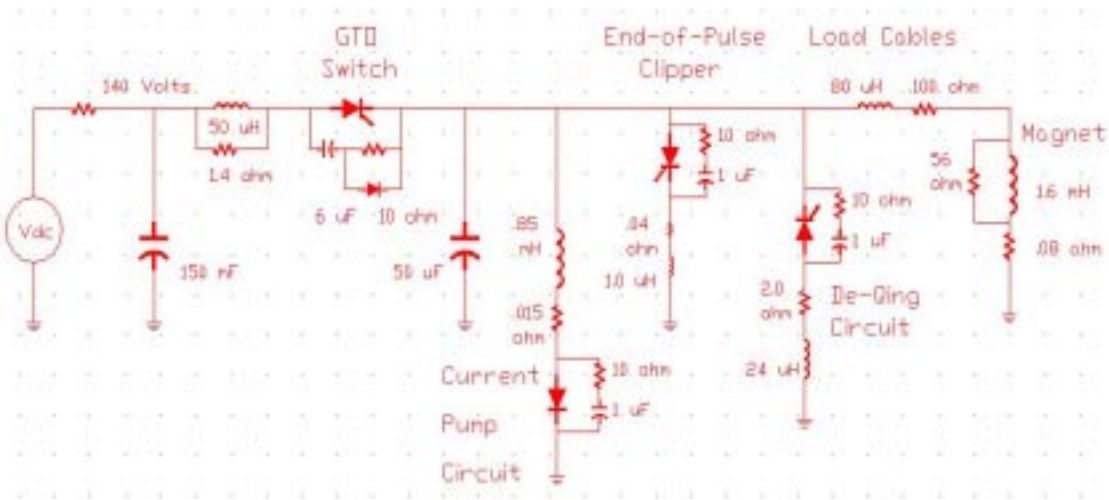 GTO
Switch
End-of-Pulse
Clipper
Load Cables
140 Volts
80 uH
.100 ohm
50 uH
1.4 ohm
10 ohm
1 uF
Magnet
56
ohm
1.6 mH
6 uF
10 ohm
10 ohm
1 uF
Vdc
150 mF
50 uF
.85
mH
.04
ohm
1.0 uH
.08 ohm
2.0
ohm
De-Qing
Circuit
.015
ohm
24 uH
Current
Pump
Circuit
10 ohm
1 uF